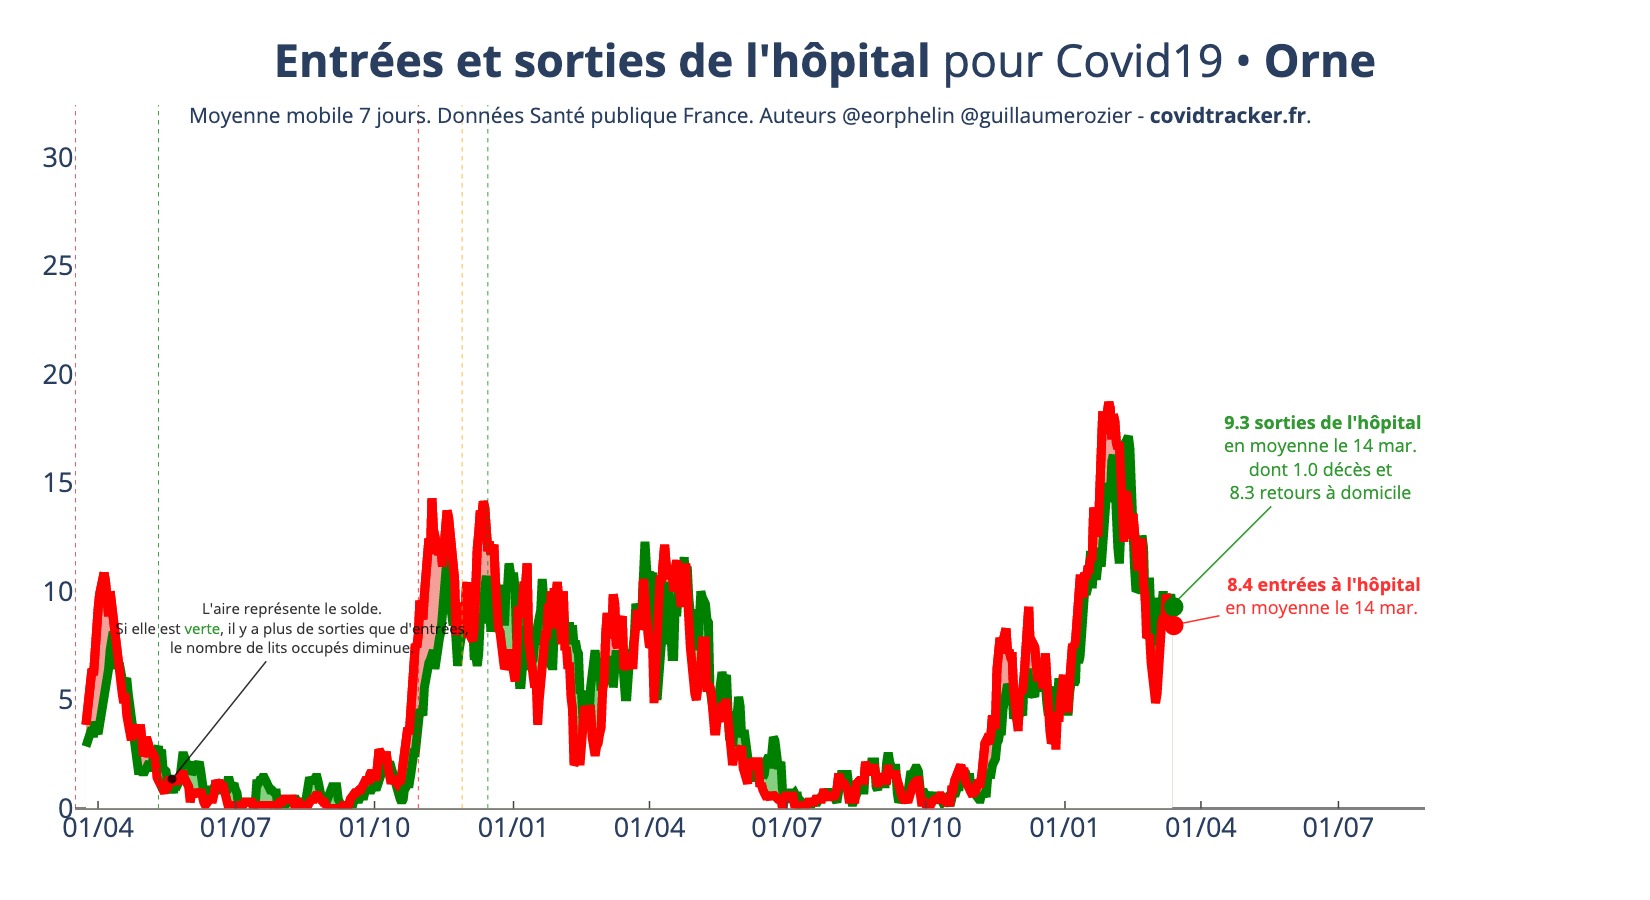 Entrées et sorties de l'hôpital pour Covid19 • Orne
Moyenne mobile 7 jours. Données Santé publique France. Auteurs @eorphelin @guillaumerozier - covidtracker.fr.
30
25
20
15
10
5
0
9.3 sorties de l'hôpital
en moyenne le 14 mar.
dont 1.0 décès et
8.3 retours à domicile
8.4 entrées à l'hôpital
en moyenne le 14 mar.
L'aire représente le solde.
Si elle est verte, il y a plus de sorties que d'entrées,
le nombre de lits occupés diminue
01/04
01/07
01/10
01/01
01/04
01/07
01/10
01/01
01/04
01/07